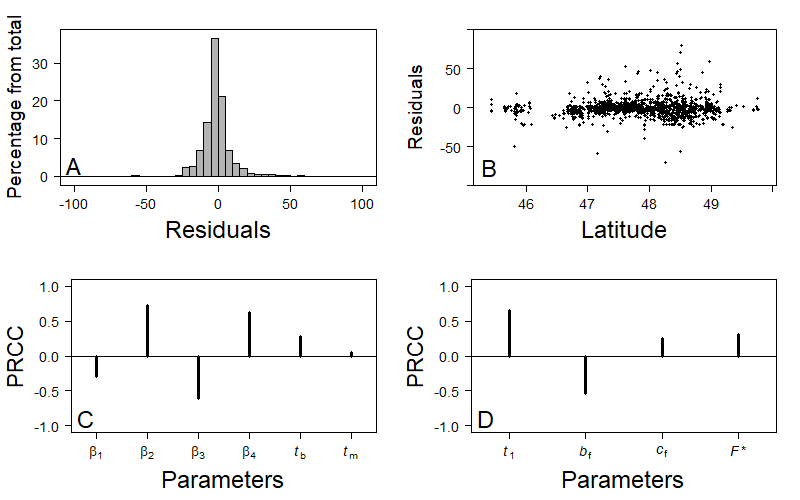 Percentage from total
30
20
10
0
A
-100 -50 0 50 100
Residuals
Residuals
50
0
-50
B
46 47 48 49
Latitude
PRCC
1.0
0.5
0.0
-0.5
-1.0
C
β1 β2 β3 β4 tb tm
Parameters
PRCC
1.0
0.5
0.0
-0.5
-1.0
D
t1 bf cf F*
Parameters